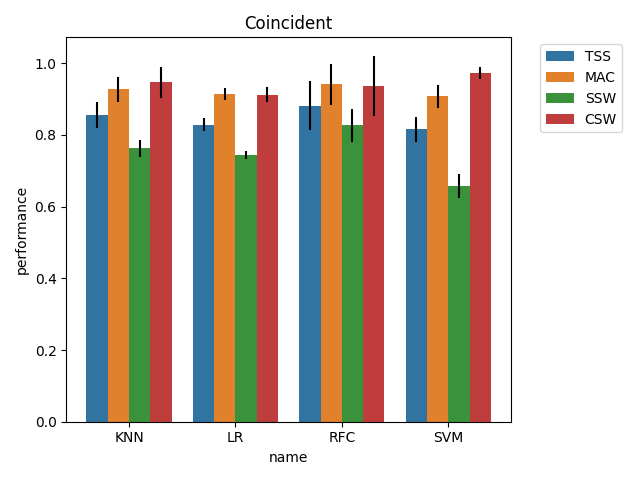 Coincident
TSS
MAC
SSW
CSW
performance
1.0
0.8
0.6
0.4
0.2
0.0
KNN
LR
RFC
SVM
name